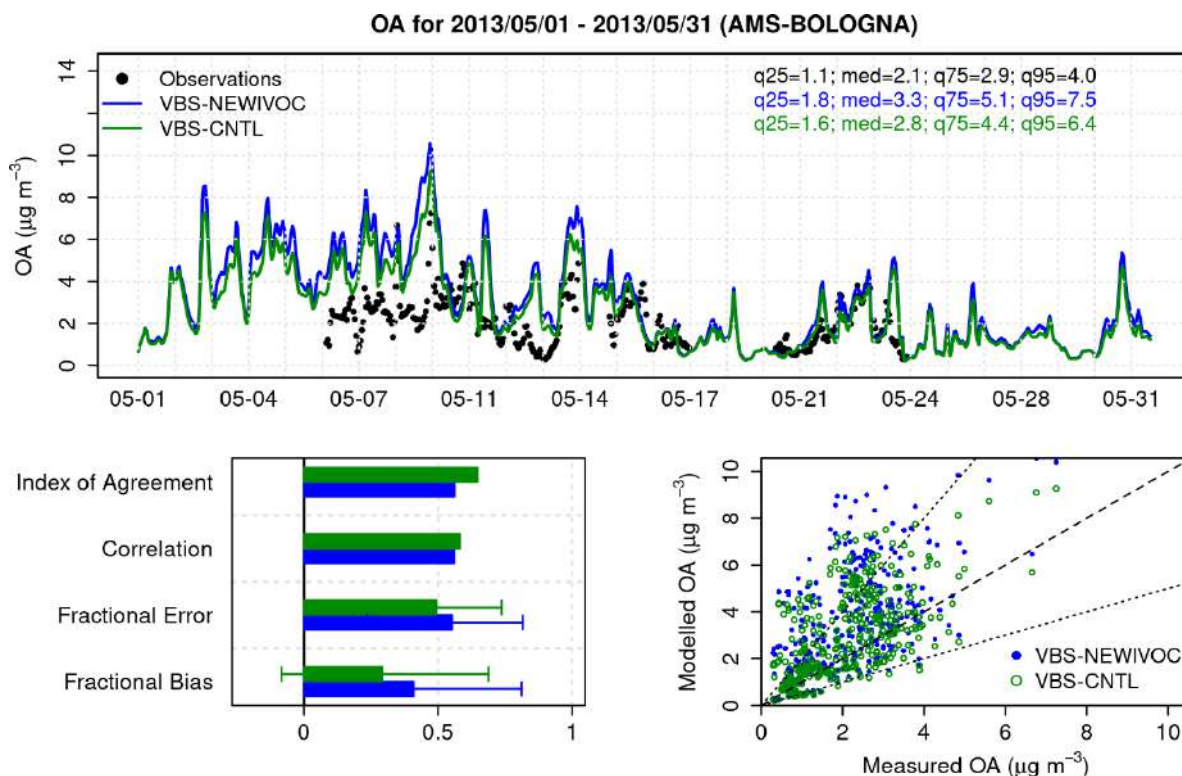 OA for 2013/05/01 - 2013/05/31 (AMS-BOLOGNA)
OA (µg m⁻³)
14
10
8
6
4
2
0
Observations
VBS-NEWIVOC
VBS-CNTL
q25=1.1; med=2.1; q75=2.9; q95=4.0
q25=1.8; med=3.3; q75=5.1; q95=7.5
q25=1.6; med=2.8; q75=4.4; q95=6.4
05-01 05-04 05-07 05-11 05-14 05-17 05-21 05-24 05-28 05-31
Index of Agreement
Correlation
Fractional Error
Fractional Bias
0 0.5 1
Modelled OA (µg m⁻³)
10
8
6
4
2
0
VBS-NEWIVOC
VBS-CNTL
0 2 4 6 8 10
Measured OA (µg m⁻³)